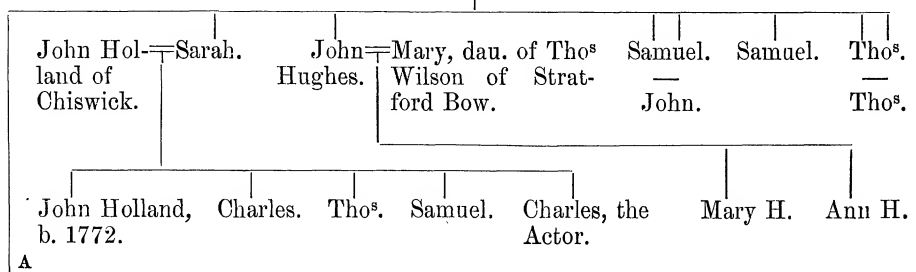 John Hol-
land of
Chiswick.
Sarah.
John
Hughes.
Mary, dau. of Thoˢ
Wilson of Strat-
ford Bow.
Samuel.
—
John.
Samuel.
Thoˢ.
—
Thoˢ.
John Holland,
b. 1772.
Charles.
Thoˢ.
Samuel.
Charles, the
Actor.
Mary H.
Ann H.
A